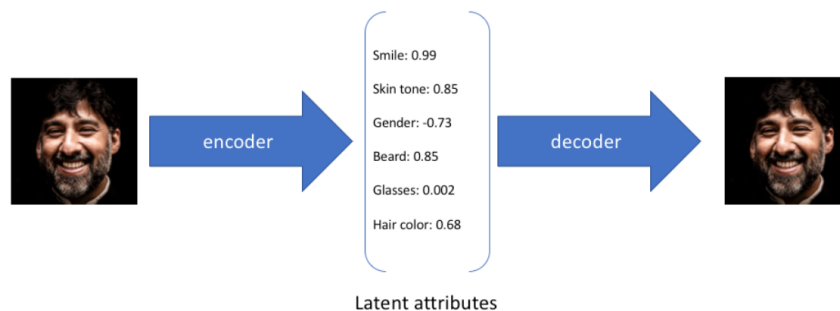 Smile: 0.99
Skin tone: 0.85
Gender: -0.73
Beard: 0.85
Glasses: 0.002
Hair color: 0.68
encoder
decoder
Latent attributes